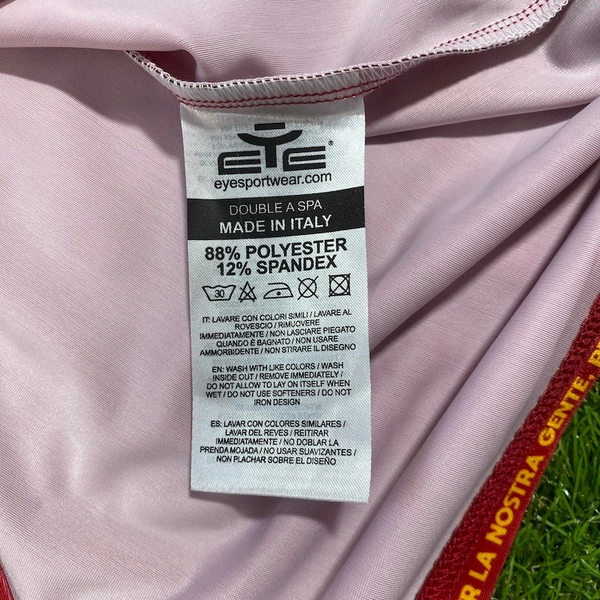 EYE®
eyesportwear.com
DOUBLE A SPA
MADE IN ITALY
88% POLYESTER
12% SPANDEX
30
IT: LAVARE CON COLORI SIMILI / LAVARE AL
ROVESCIO / RIMUOVERE
IMMEDIATAMENTE / NON LASCIARE PIEGATO
QUANDO È BAGNATO / NON USARE
AMMORBIDENTE / NON STIRARE IL DISEGNO
EN: WASH WITH LIKE COLORS / WASH
INSIDE OUT / REMOVE IMMEDIATELY /
DO NOT ALLOW TO LAY ON ITSELF WHEN
WET / DO NOT USE SOFTENERS / DO NOT
IRON DESIGN
ES: LAVAR CON COLORES SIMILARES /
LAVAR DEL REVES / REITIRAR
IMMEDIATAMENTE / NO DOBLAR LA
PRENDA MOJADA / NO USAR SUAVIZANTES /
NON PLACHAR SOBRE EL DISEÑO
R LA NOSTRA GENTE. P